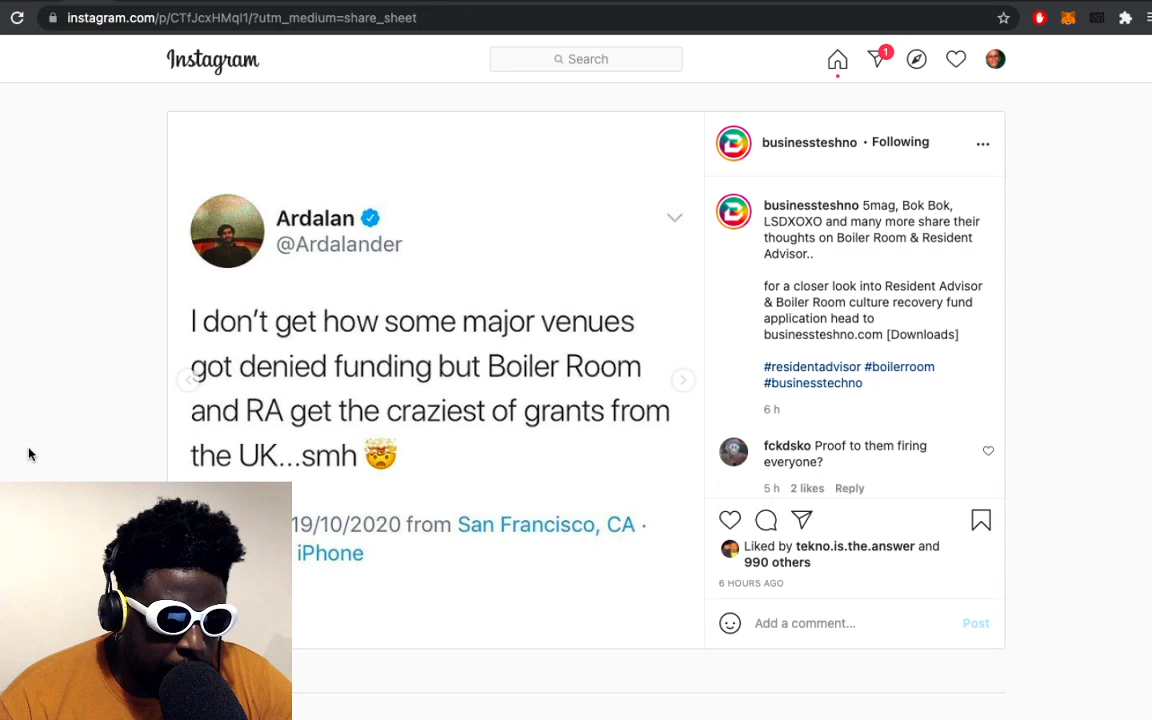 instagram.com/p/CTfJcxHMqI1/?utm_medium=share_sheet
Instagram
Search
1
Ardalan
@Ardalander
I don't get how some major venues
got denied funding but Boiler Room
and RA get the craziest of grants from
the UK...smh 🤯
19/10/2020 from San Francisco, CA ·
iPhone
businessteshno • Following
businessteshno 5mag, Bok Bok,
LSDXOXO and many more share their
thoughts on Boiler Room & Resident
Advisor..
for a closer look into Resident Advisor
& Boiler Room culture recovery fund
application head to
businessteshno.com [Downloads]
#residentadvisor #boilerroom
#businesstechno
6 h
fckdsko Proof to them firing
everyone?
5 h 2 likes Reply
Liked by tekno.is.the.answer and
990 others
6 HOURS AGO
Add a comment...
Post